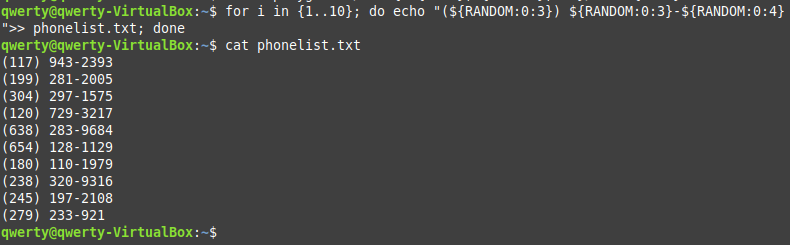 qwerty@qwerty-VirtualBox:~$ for i in {1..10}; do echo "(${RANDOM:0:3}) ${RANDOM:0:3}-${RANDOM:0:4}
">> phonelist.txt; done
qwerty@qwerty-VirtualBox:~$ cat phonelist.txt
(117) 943-2393
(199) 281-2005
(304) 297-1575
(120) 729-3217
(638) 283-9684
(654) 128-1129
(180) 110-1979
(238) 320-9316
(245) 197-2108
(279) 233-921
qwerty@qwerty-VirtualBox:~$